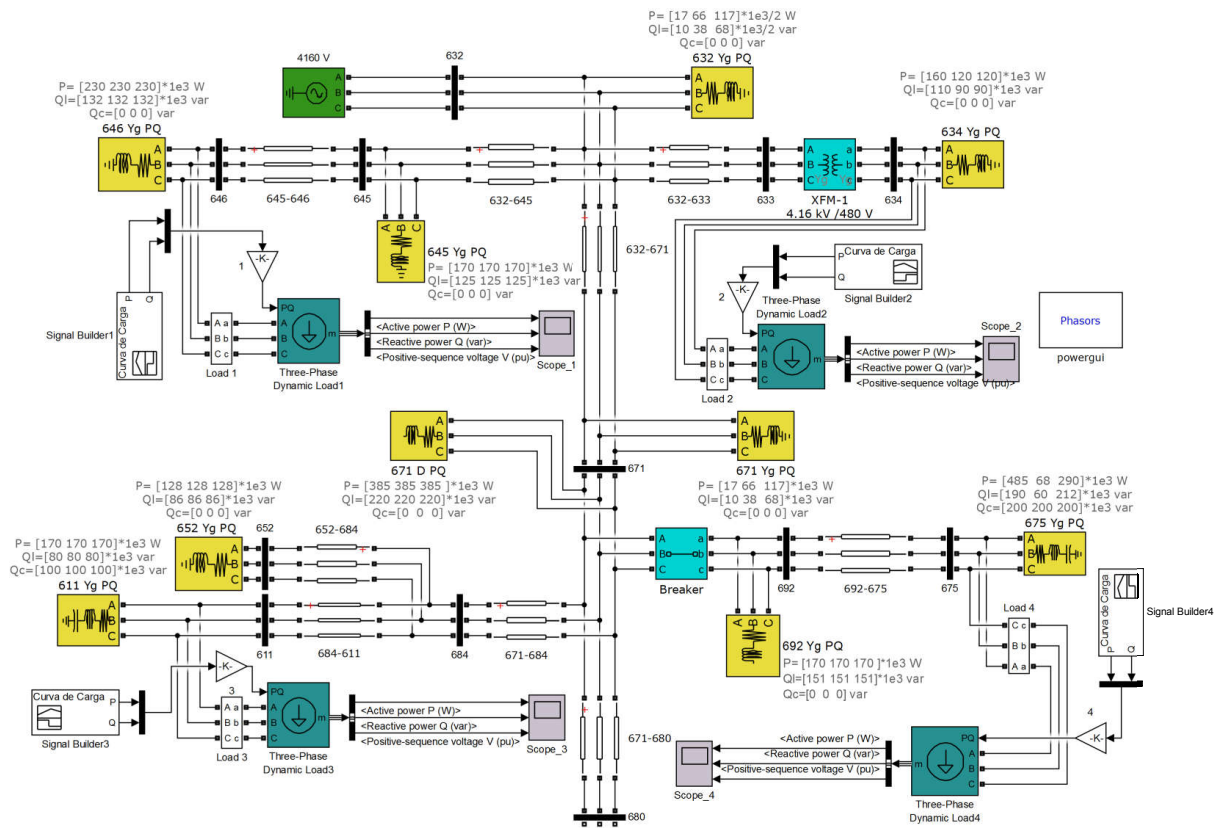 P= [17 66 117]*1e3/2 W
Ql=[10 38 68]*1e3/2 var
Qc=[0 0 0] var
632 Yg PQ
A
B
C
4160 V
A
B
C
632
P= [230 230 230]*1e3 W
Ql=[132 132 132]*1e3 var
Qc=[0 0 0] var
646 Yg PQ
A
B
C
P= [160 120 120]*1e3 W
Ql=[110 90 90]*1e3 var
Qc=[0 0 0] var
634 Yg PQ
A
B
C
646
645-646
645
632-645
632-633
633
A a
B b
C c
Yg Yg
XFM-1
4.16 kV /480 V
634
A B C
645 Yg PQ
P= [170 170 170]*1e3 W
Ql=[125 125 125]*1e3 var
Qc=[0 0 0] var
632-671
1
-K-
P Q
Curva de Carga
Signal Builder1
A a
B b
C c
Load 1
PQ
A
B
C
m
Three-Phase
Dynamic Load1
<Active power P (W)>
<Reactive power Q (var)>
<Positive-sequence voltage V (pu)>
Scope_1
Curva de Carga
P
Q
Signal Builder2
2
-K-
Three-Phase
Dynamic Load2
PQ
A
B
C
m
A a
B b
C c
Load 2
<Active power P (W)>
<Reactive power Q (var)>
<Positive-sequence voltage V (pu)>
Scope_2
Phasors
powergui
A
B
C
671 D PQ
P= [385 385 385 ]*1e3 W
Ql=[220 220 220]*1e3 var
Qc=[0 0 0] var
671
A
B
C
671 Yg PQ
P= [17 66 117]*1e3 W
Ql=[10 38 68]*1e3 var
Qc=[0 0 0] var
P= [128 128 128]*1e3 W
Ql=[86 86 86]*1e3 var
Qc=[0 0 0] var
652 Yg PQ
A
B
C
652
652-684
P= [170 170 170]*1e3 W
Ql=[80 80 80]*1e3 var
Qc=[100 100 100]*1e3 var
611 Yg PQ
A
B
C
611
684-611
684
671-684
A a
B b
C c
Breaker
692
692-675
675
P= [485 68 290]*1e3 W
Ql=[190 60 212]*1e3 var
Qc=[200 200 200]*1e3 var
675 Yg PQ
A
B
C
A B C
692 Yg PQ
P= [170 170 170 ]*1e3 W
Ql=[151 151 151]*1e3 var
Qc=[0 0 0] var
Load 4
C c
B b
A a
Curva de Carga
P Q
Signal Builder4
4
-K-
Curva de Carga
P
Q
Signal Builder3
-K-
3
A a
B b
C c
Load 3
PQ
A
B
C
m
Three-Phase
Dynamic Load3
<Active power P (W)>
<Reactive power Q (var)>
<Positive-sequence voltage V (pu)>
Scope_3
671-680
680
Scope_4
<Active power P (W)>
<Reactive power Q (var)>
<Positive-sequence voltage V (pu)>
PQ
A
B
C
m
Three-Phase
Dynamic Load4